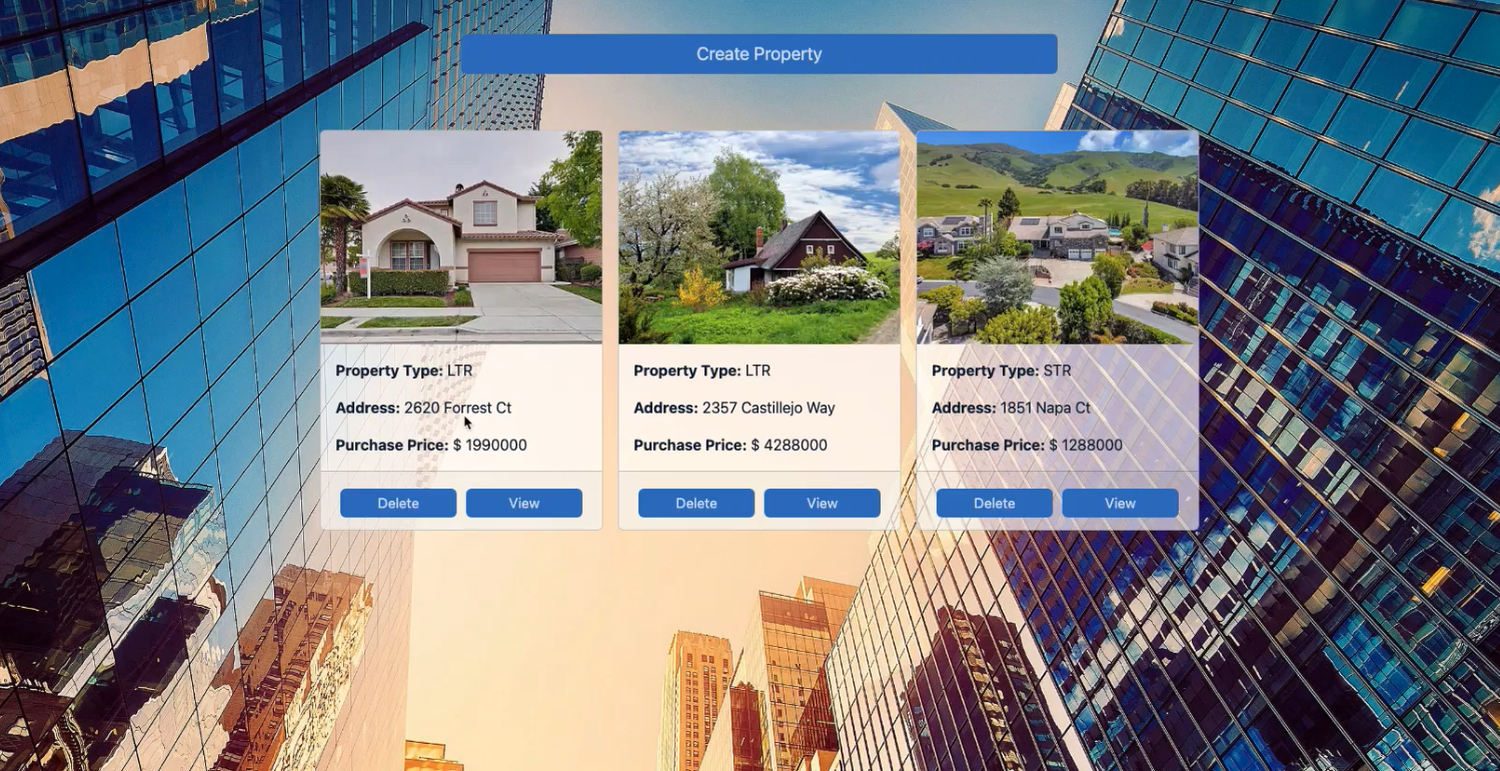 Create Property
Property Type: LTR
Address: 2620 Forrest Ct
Purchase Price: $ 1990000
Delete
View
Property Type: LTR
Address: 2357 Castillejo Way
Purchase Price: $ 4288000
Delete
View
Property Type: STR
Address: 1851 Napa Ct
Purchase Price: $ 1288000
Delete
View